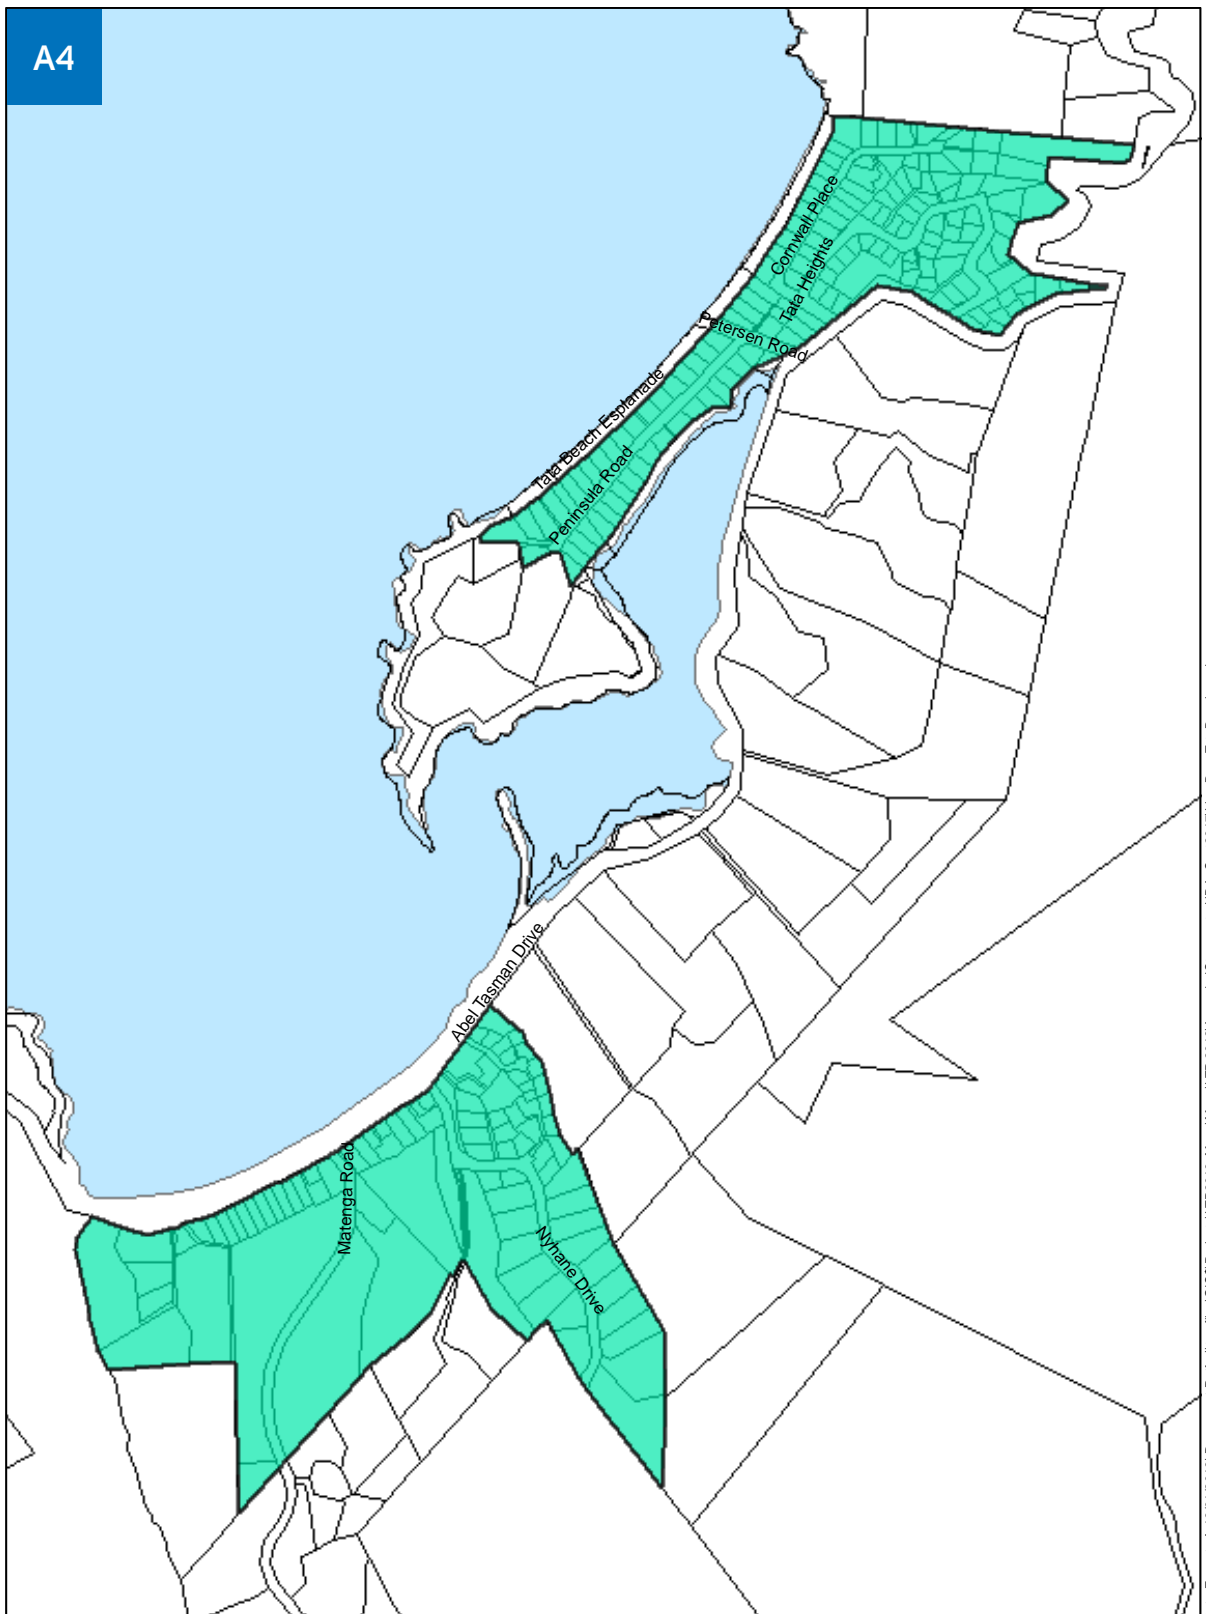 A4
Cornwall Place
Tata Heights
Petersen Road
Tata Beach Esplanade
Peninsula Road
Abel Tasman Drive
Matenga Road
Nyhane Drive